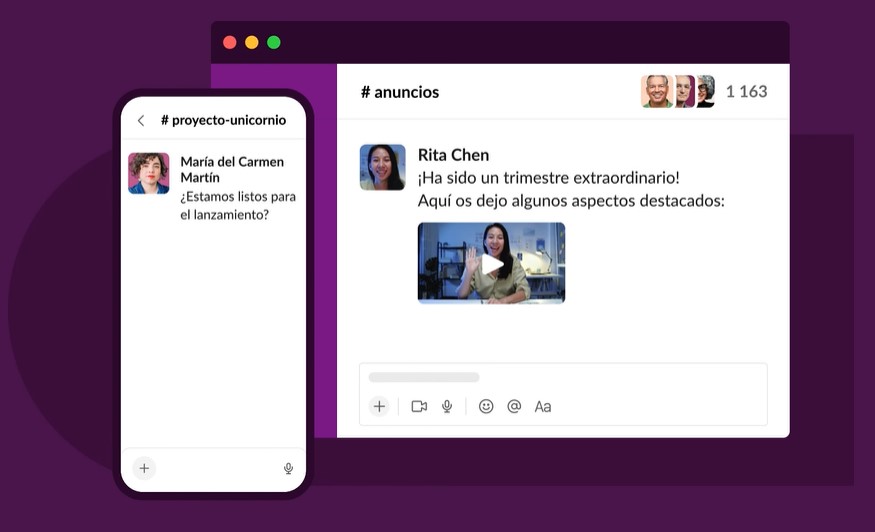 # anuncios
1 163
# proyecto-unicornio
María del Carmen
Martín
¿Estamos listos para
el lanzamiento?
Rita Chen
¡Ha sido un trimestre extraordinario!
Aquí os dejo algunos aspectos destacados:
@
Aa